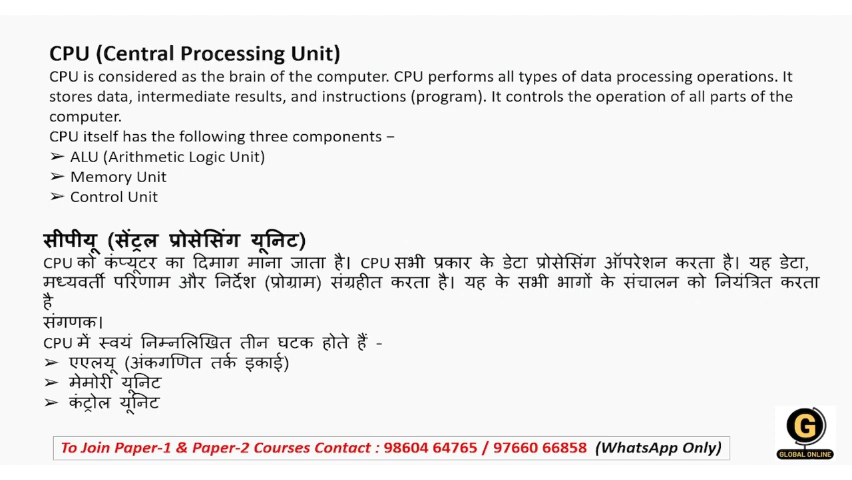 CPU (Central Processing Unit)
CPU is considered as the brain of the computer. CPU performs all types of data processing operations. It
stores data, intermediate results, and instructions (program). It controls the operation of all parts of the
computer.
CPU itself has the following three components −
➢ ALU (Arithmetic Logic Unit)
➢ Memory Unit
➢ Control Unit
सीपीयू (सेंट्रल प्रोसेसिंग यूनिट)
CPU को कंप्यूटर का दिमाग माना जाता है। CPU सभी प्रकार के डेटा प्रोसेसिंग ऑपरेशन करता है। यह डेटा,
मध्यवर्ती परिणाम और निर्देश (प्रोग्राम) संग्रहीत करता है। यह के सभी भागों के संचालन को नियंत्रित करता
है
संगणक।
CPU में स्वयं निम्नलिखित तीन घटक होते हैं -
➢ एएलयू (अंकगणित तर्क इकाई)
➢ मेमोरी यूनिट
➢ कंट्रोल यूनिट
To Join Paper-1 & Paper-2 Courses Contact : 98604 64765 / 97660 66858 (WhatsApp Only)
G
GLOBAL ONLINE